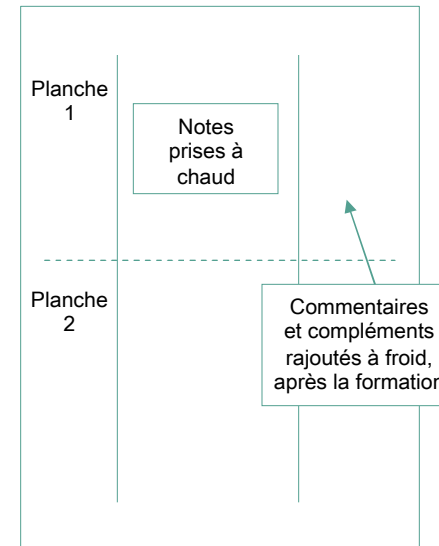 Planche
1
Notes
prises à
chaud
Planche
2
Commentaires
et compléments
rajoutés à froid,
après la formation